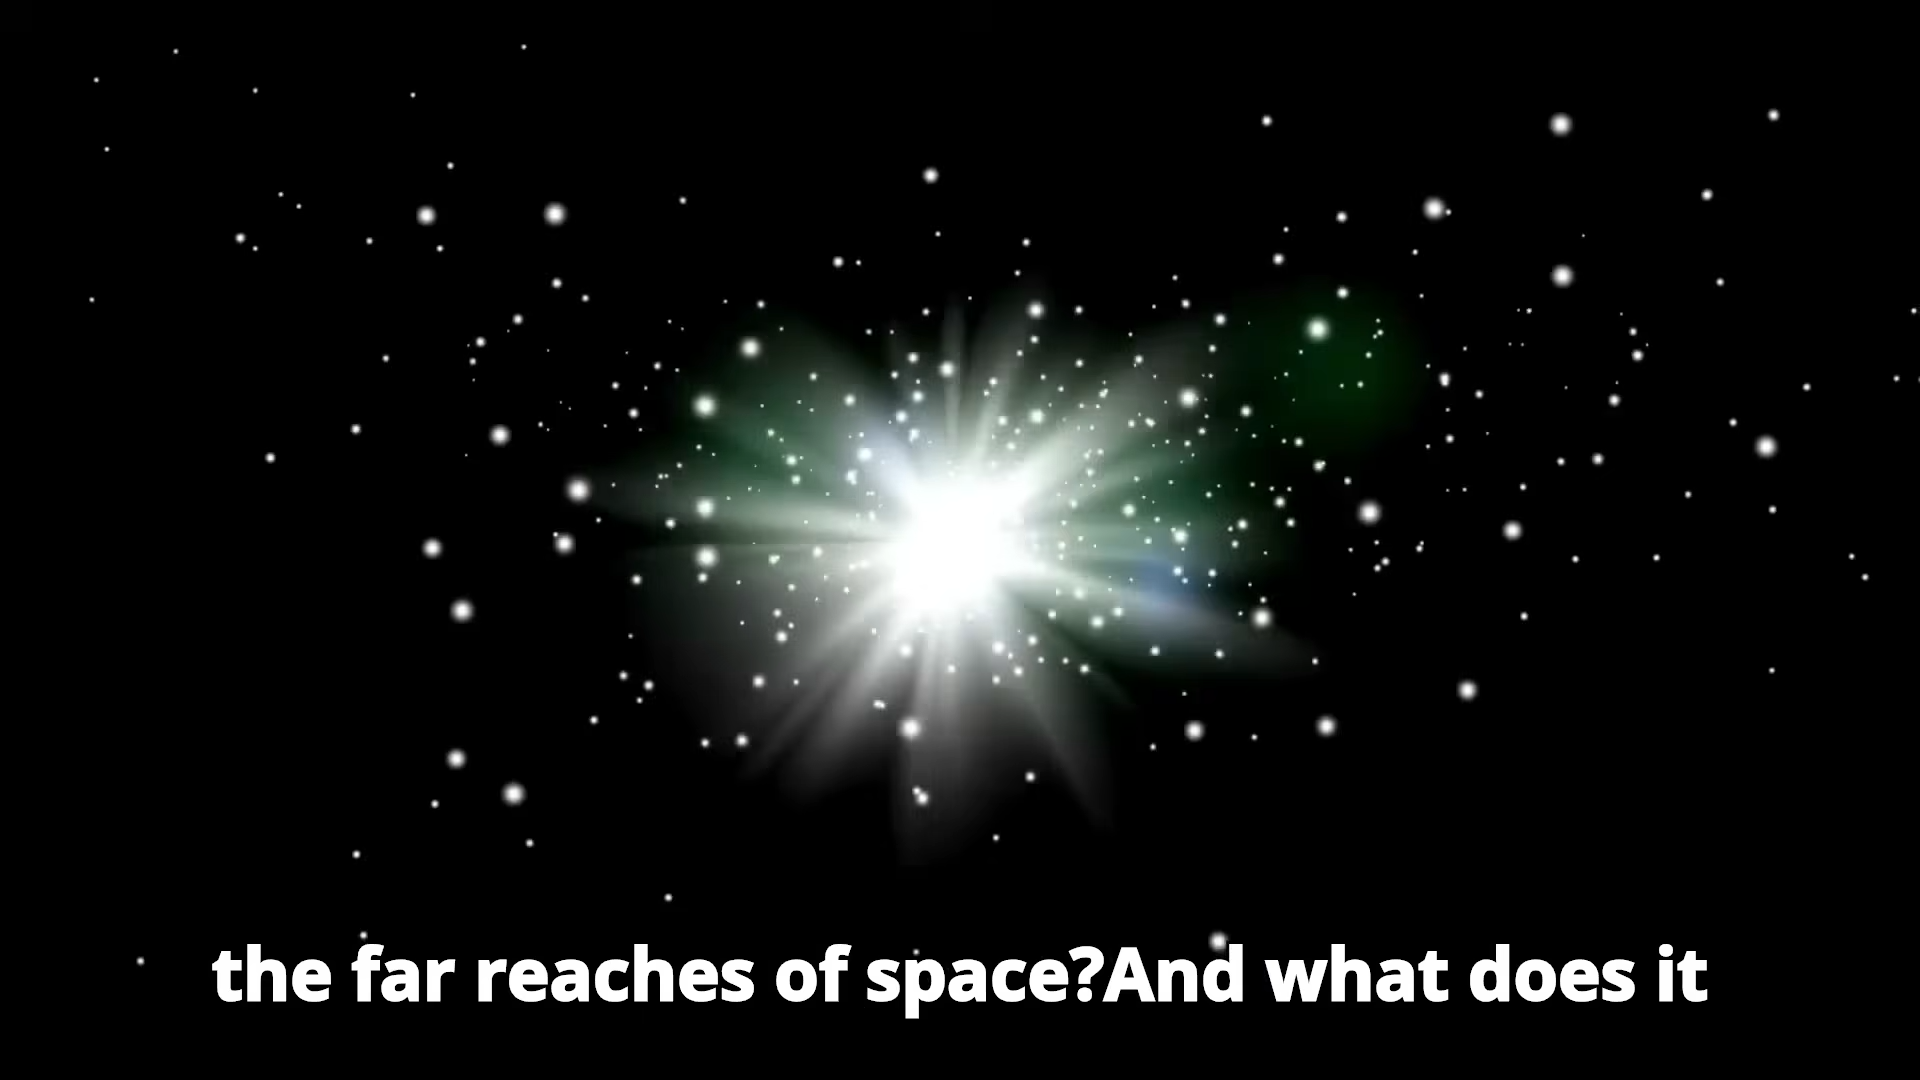 the far reaches of space?And what does it